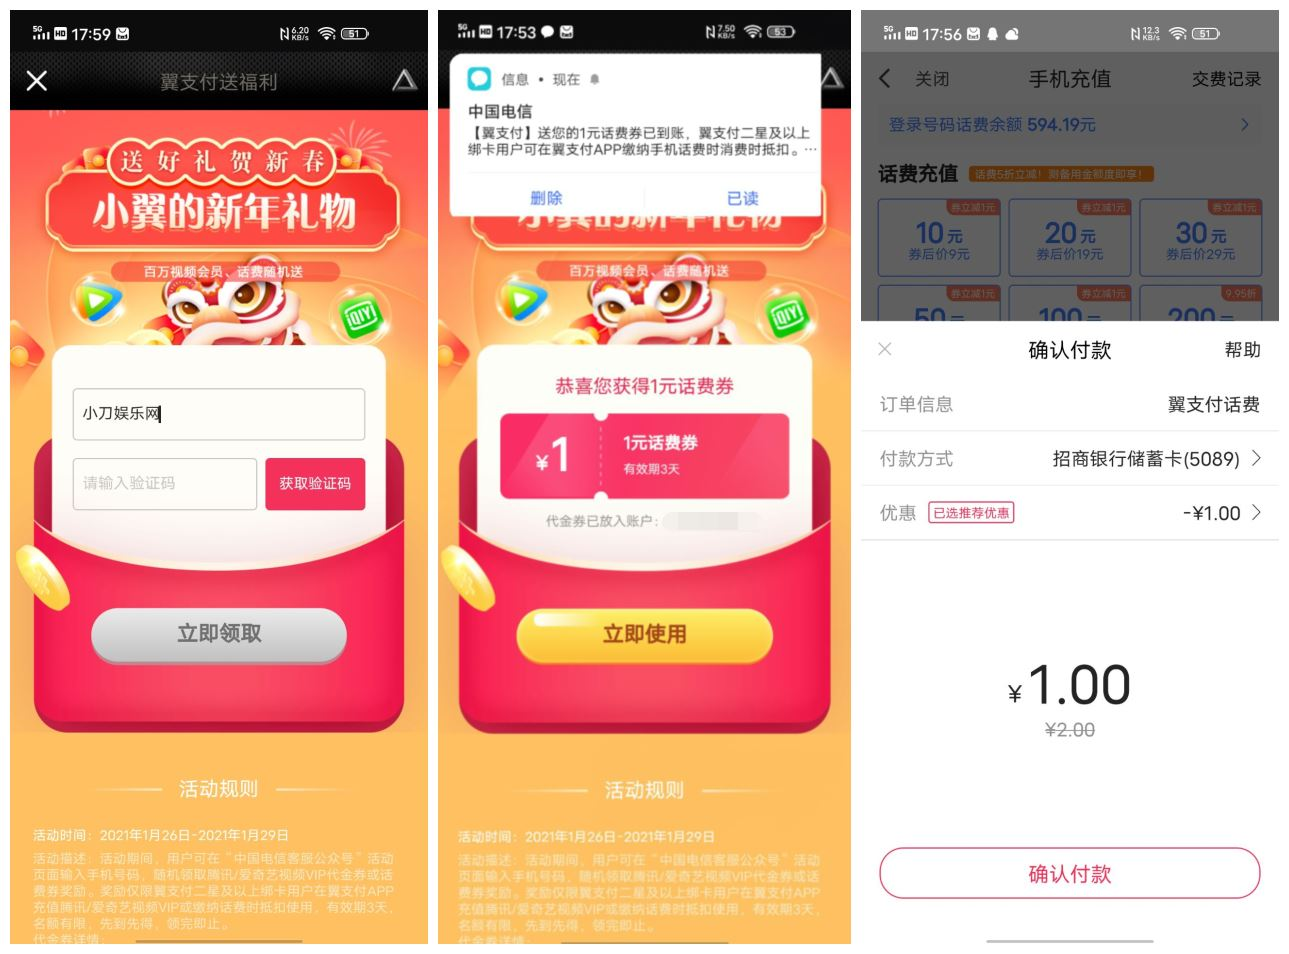 5G HD 17:59
6.20 KB/s 51
翼支付送福利
送好礼贺新春
小翼的新年礼物
百万视频会员、话费随机送
QIYI
小刀娱乐网
请输入验证码
获取验证码
立即领取
活动规则
活动时间：2021年1月26日-2021年1月29日
活动描述：活动期间，用户可在“中国电信客服公众号”活动
页面输入手机号码，随机领取腾讯/爱奇艺视频VIP代金券或话
费券奖励。奖励仅限翼支付二星及以上绑卡用户在翼支付APP
充值腾讯/爱奇艺视频VIP或缴纳话费时抵扣使用，有效期3天，
名额有限，先到先得，领完即止。
代金券详情：
5G HD 17:53
7.50 KB/s 53
信息 • 现在
中国电信
【翼支付】送您的1元话费券已到账，翼支付二星及以上
绑卡用户可在翼支付APP缴纳手机话费时消费时抵扣。…
删除
已读
小翼的新年礼物
百万视频会员、话费随机送
QIYI
恭喜您获得1元话费券
¥1
1元话费券
有效期3天
代金券已放入账户：
立即使用
活动规则
活动时间：2021年1月26日-2021年1月29日
活动描述：活动期间，用户可在“中国电信客服公众号”活动
页面输入手机号码，随机领取腾讯/爱奇艺视频VIP代金券或话
费券奖励。奖励仅限翼支付二星及以上绑卡用户在翼支付APP
充值腾讯/爱奇艺视频VIP或缴纳话费时抵扣使用，有效期3天，
名额有限，先到先得，领完即止。
代金券详情：
5G HD 17:56
12.3 KB/s 51
关闭
手机充值
交费记录
登录号码话费余额 594.19元
话费充值
话费5折立减！测备用金额度即享！
券立减1元
券立减1元
券立减1元
10元
20元
30元
券后价9元
券后价19元
券后价29元
券立减1元
券立减1元
9.95折
50元
100元
200元
确认付款
帮助
订单信息
翼支付话费
付款方式
招商银行储蓄卡(5089)
优惠
已选推荐优惠
-¥1.00
¥1.00
¥2.00
确认付款